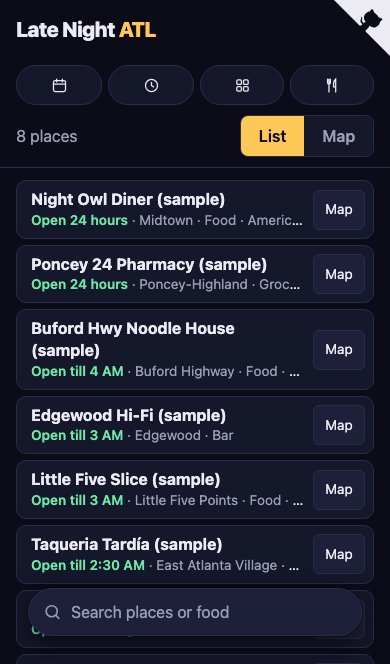 Late Night ATL
8 places
List
Map
Night Owl Diner (sample)
Open 24 hours · Midtown · Food · Americ...
Map
Poncey 24 Pharmacy (sample)
Open 24 hours · Poncey-Highland · Groc...
Map
Buford Hwy Noodle House
(sample)
Open till 4 AM · Buford Highway · Food · ...
Map
Edgewood Hi-Fi (sample)
Open till 3 AM · Edgewood · Bar
Map
Little Five Slice (sample)
Open till 3 AM · Little Five Points · Food · ...
Map
Taqueria Tardía (sample)
Open till 2:30 AM · East Atlanta Village · ...
Map
Search places or food